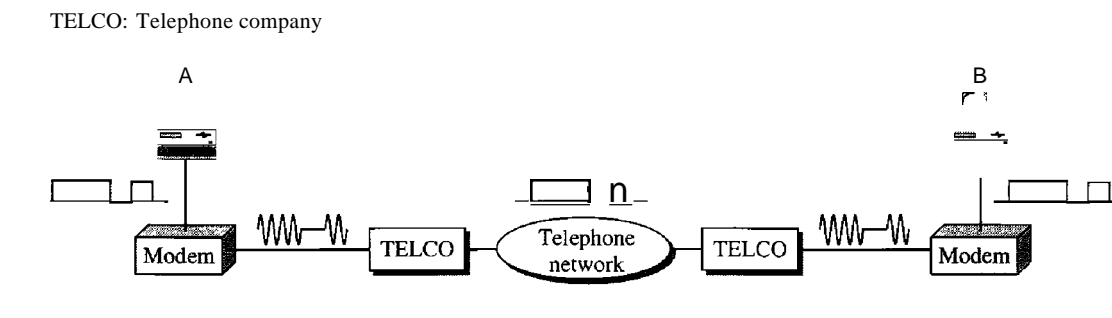 TELCO: Telephone company
A
B
n
Modem
TELCO
Telephone
network
TELCO
Modem